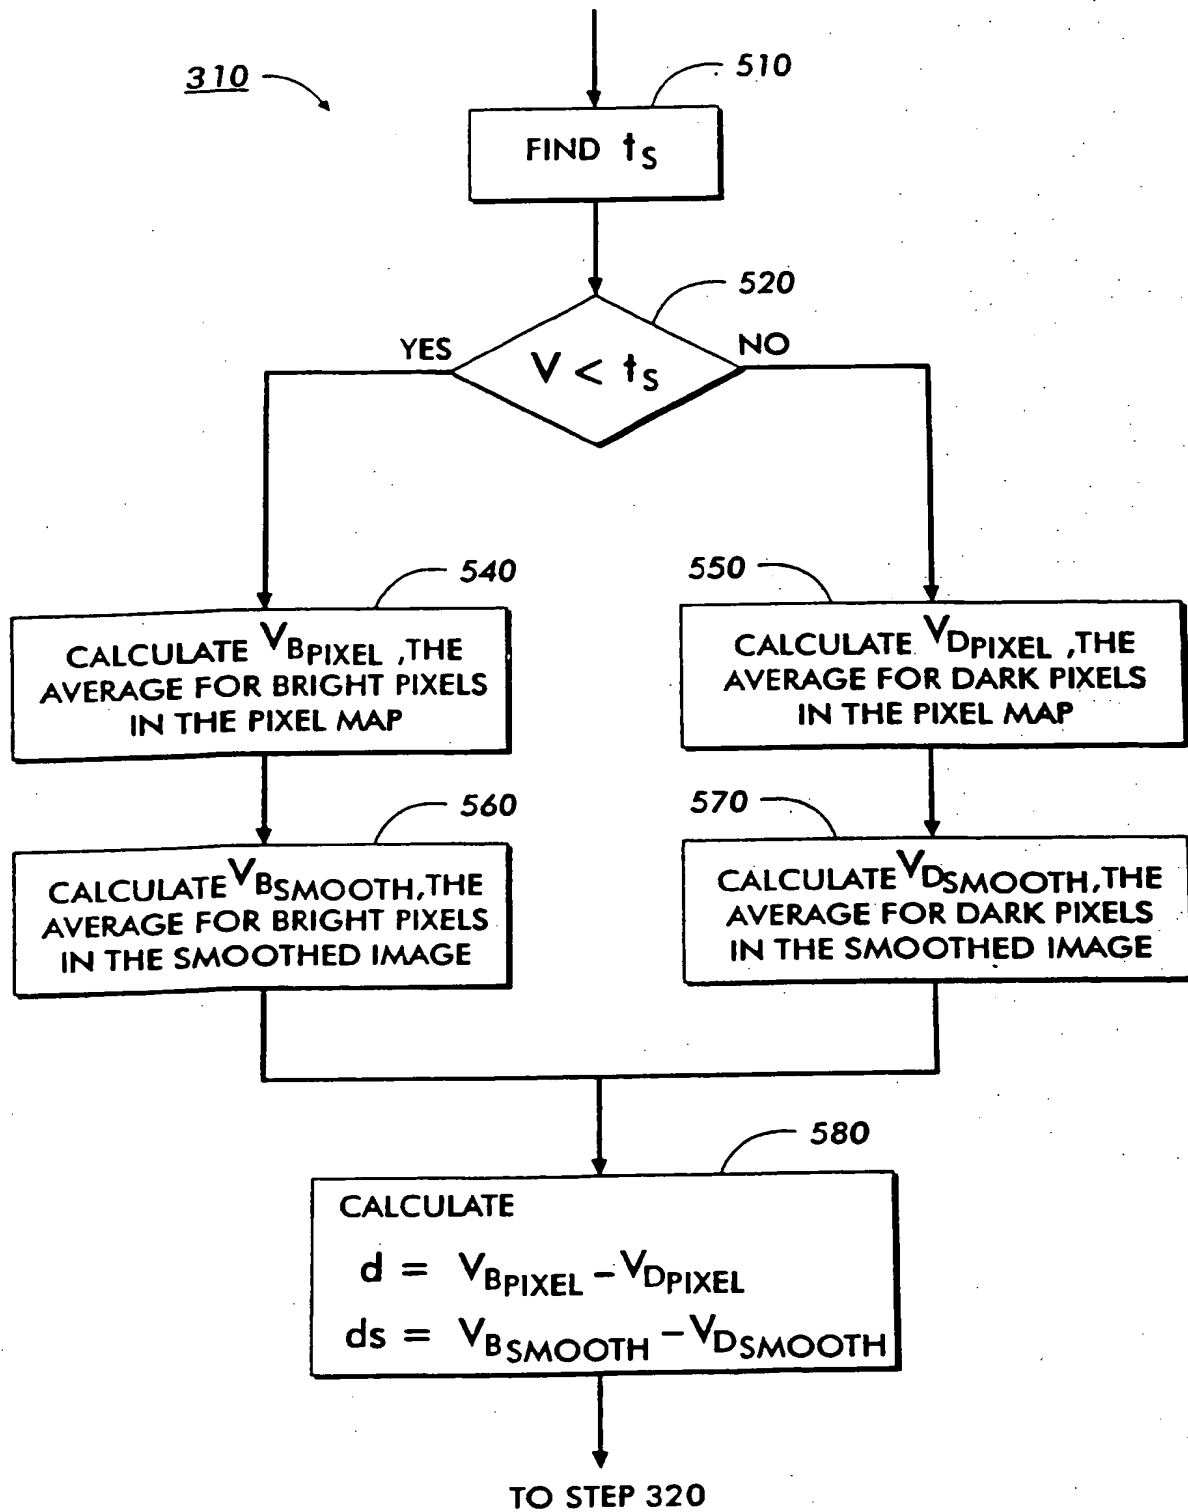 310
510
FIND tS
520
YES
NO
V < tS
540
550
CALCULATE VBPIXEL ,THE
AVERAGE FOR BRIGHT PIXELS
IN THE PIXEL MAP
CALCULATE VDPIXEL ,THE
AVERAGE FOR DARK PIXELS
IN THE PIXEL MAP
560
570
CALCULATE VBSMOOTH, THE
AVERAGE FOR BRIGHT PIXELS
IN THE SMOOTHED IMAGE
CALCULATE VDSMOOTH, THE
AVERAGE FOR DARK PIXELS
IN THE SMOOTHED IMAGE
580
CALCULATE
d = VBPIXEL - VDPIXEL
ds = VBSMOOTH - VDSMOOTH
TO STEP 320